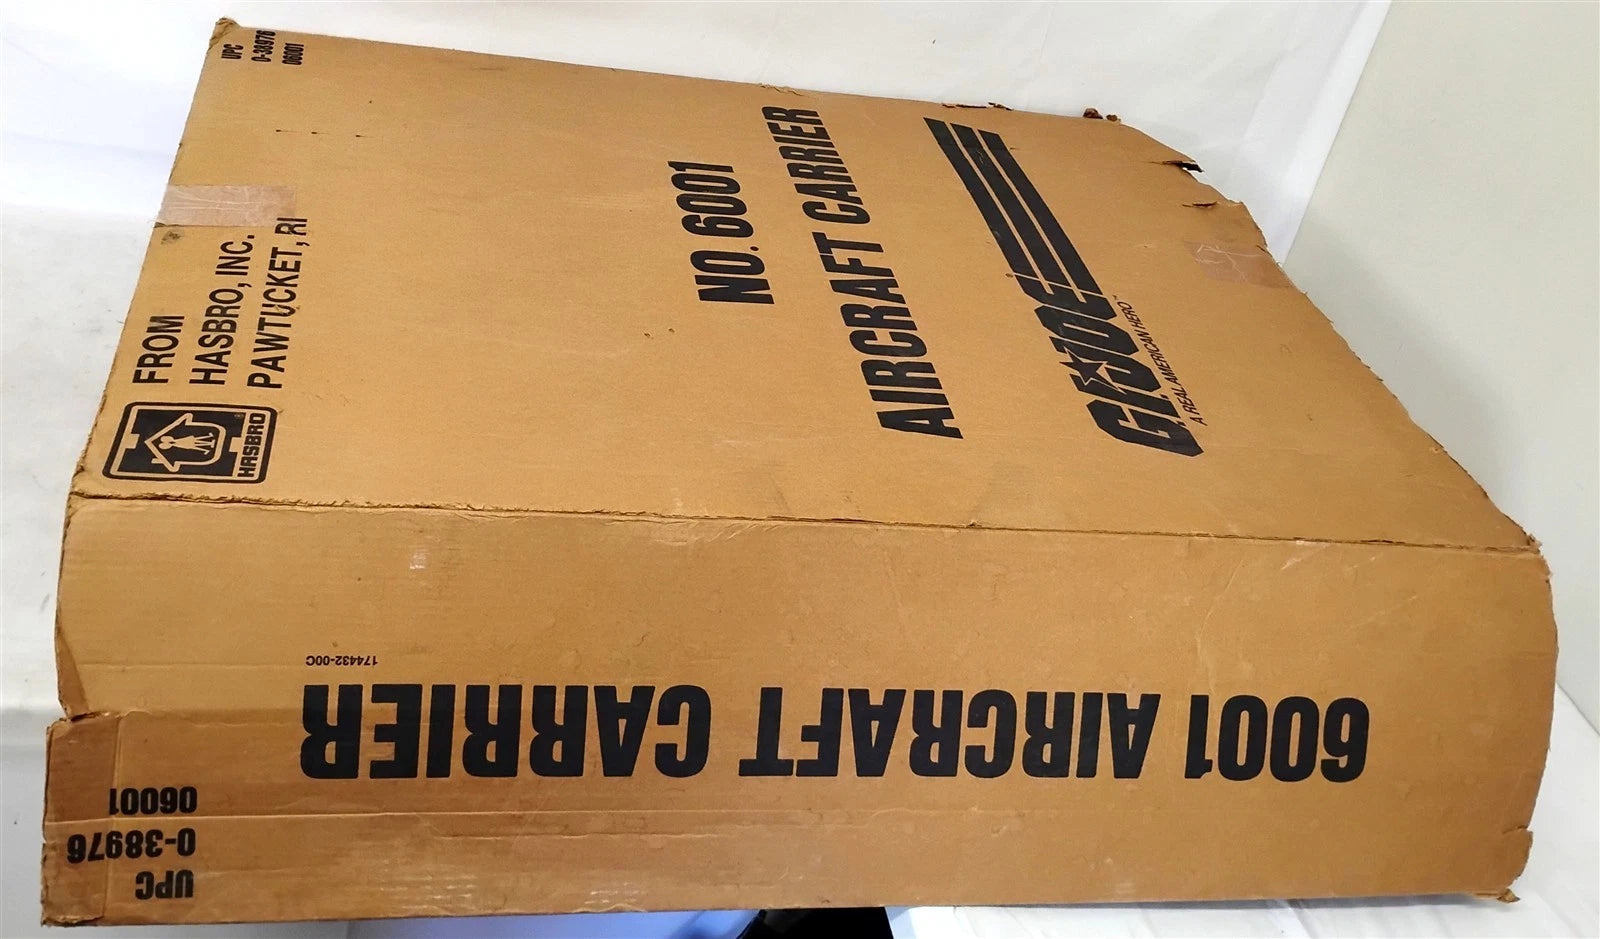 UPC
0-38976
06001
FROM
HASBRO, INC.
PAWTUCKET, RI
HASBRO®
NO. 6001
AIRCRAFT CARRIER
G.I. JOE®
A REAL AMERICAN HERO™
174432-00C
6001 AIRCRAFT CARRIER
UPC
0-38976
06001